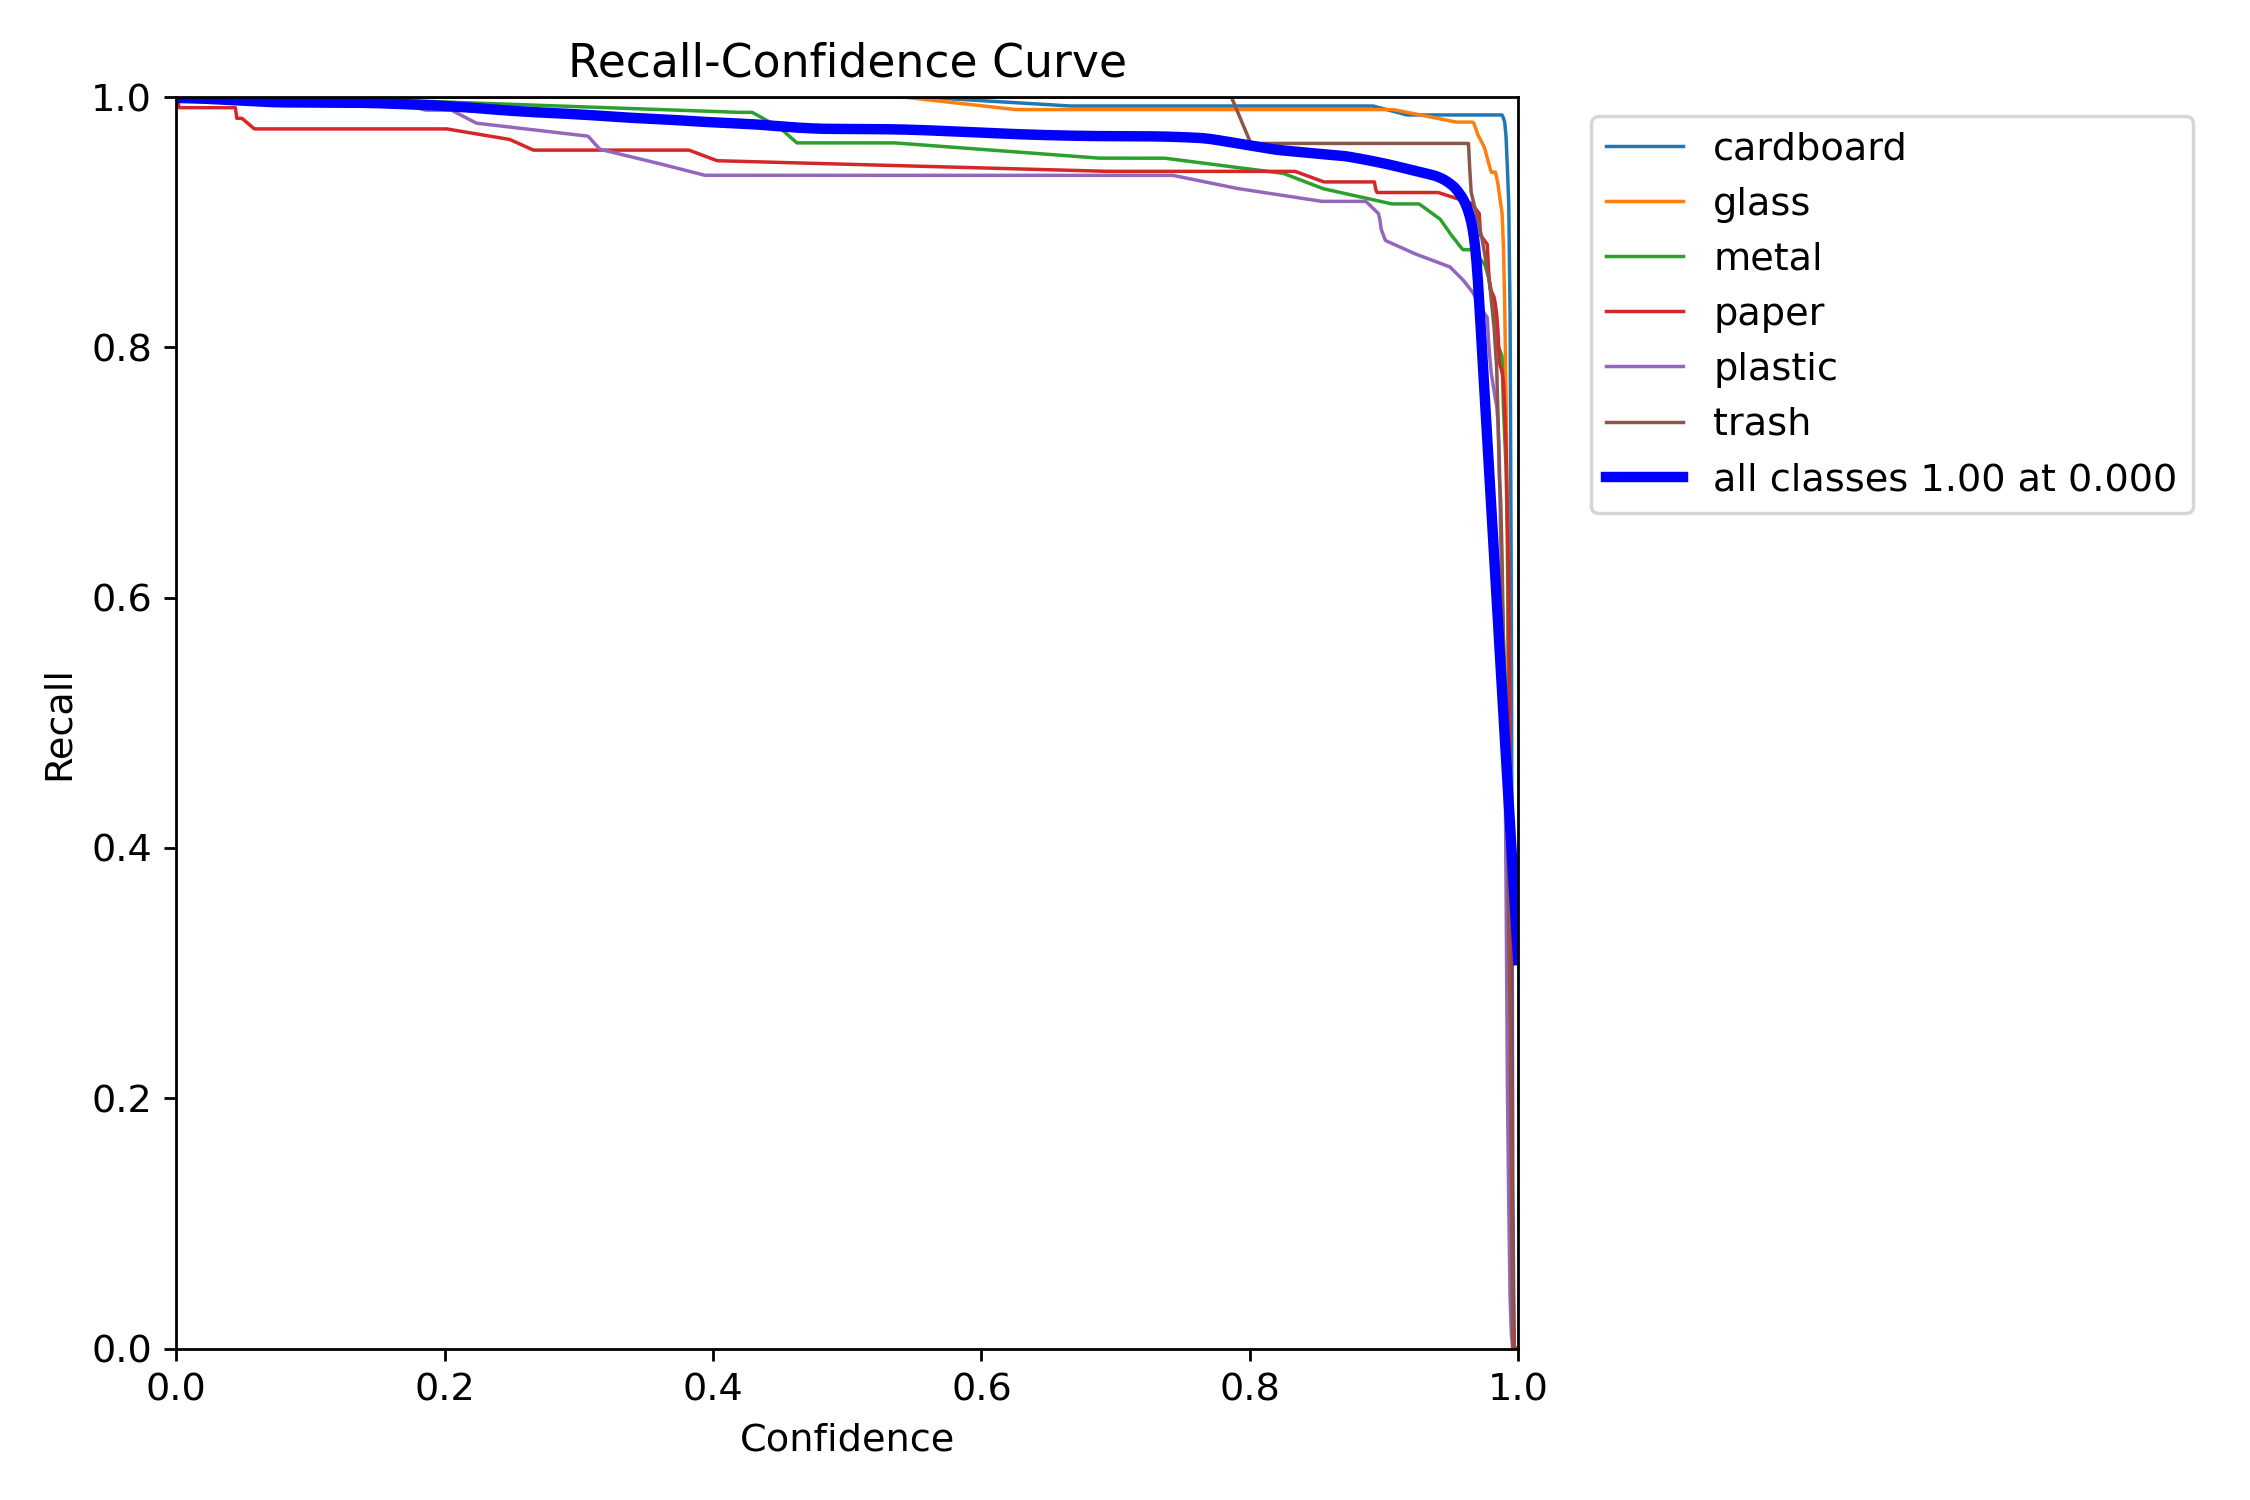 Recall-Confidence Curve
1.0
0.8
0.6
0.4
0.2
0.0
Recall
0.0 0.2 0.4 0.6 0.8 1.0
Confidence
cardboard
glass
metal
paper
plastic
trash
all classes 1.00 at 0.000